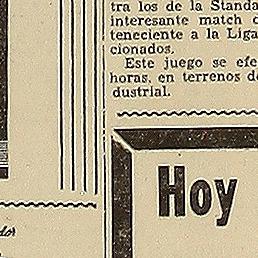 tra los de la Standa
interesante match d
teneciente a la Liga
cionados.
Este juego se efe
horas, en terrenos d
dustrial.
Hoy
dor